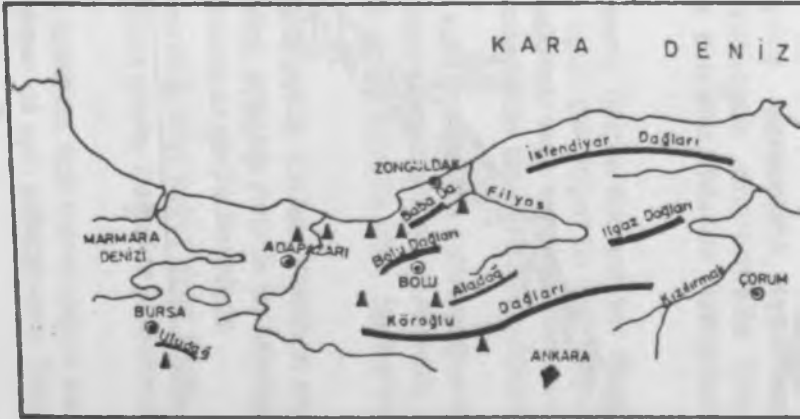 KARA DENİZ
İsfendiyar Dağları
ZONGULDAK
Baba Da.
Filyos
Ilgaz Dağları
MARMARA
DENİZİ
ADAPAZARI
Bolu Dağları
BOLU
Aladağ
Kızılırmak
ÇORUM
BURSA
Köroğlu Dağları
Uludağ
ANKARA